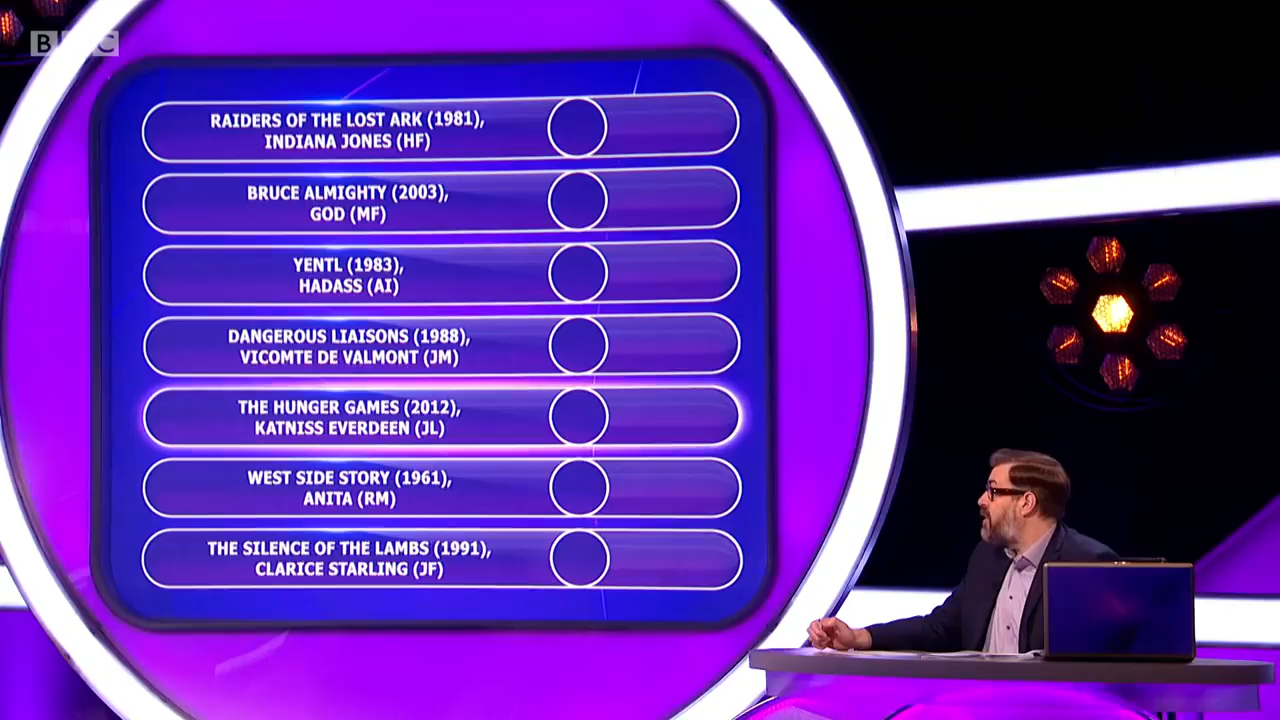 BBC
RAIDERS OF THE LOST ARK (1981),
INDIANA JONES (HF)
BRUCE ALMIGHTY (2003),
GOD (MF)
YENTL (1983),
HADASS (AI)
DANGEROUS LIAISONS (1988),
VICOMTE DE VALMONT (JM)
THE HUNGER GAMES (2012),
KATNISS EVERDEEN (JL)
WEST SIDE STORY (1961),
ANITA (RM)
THE SILENCE OF THE LAMBS (1991),
CLARICE STARLING (JF)